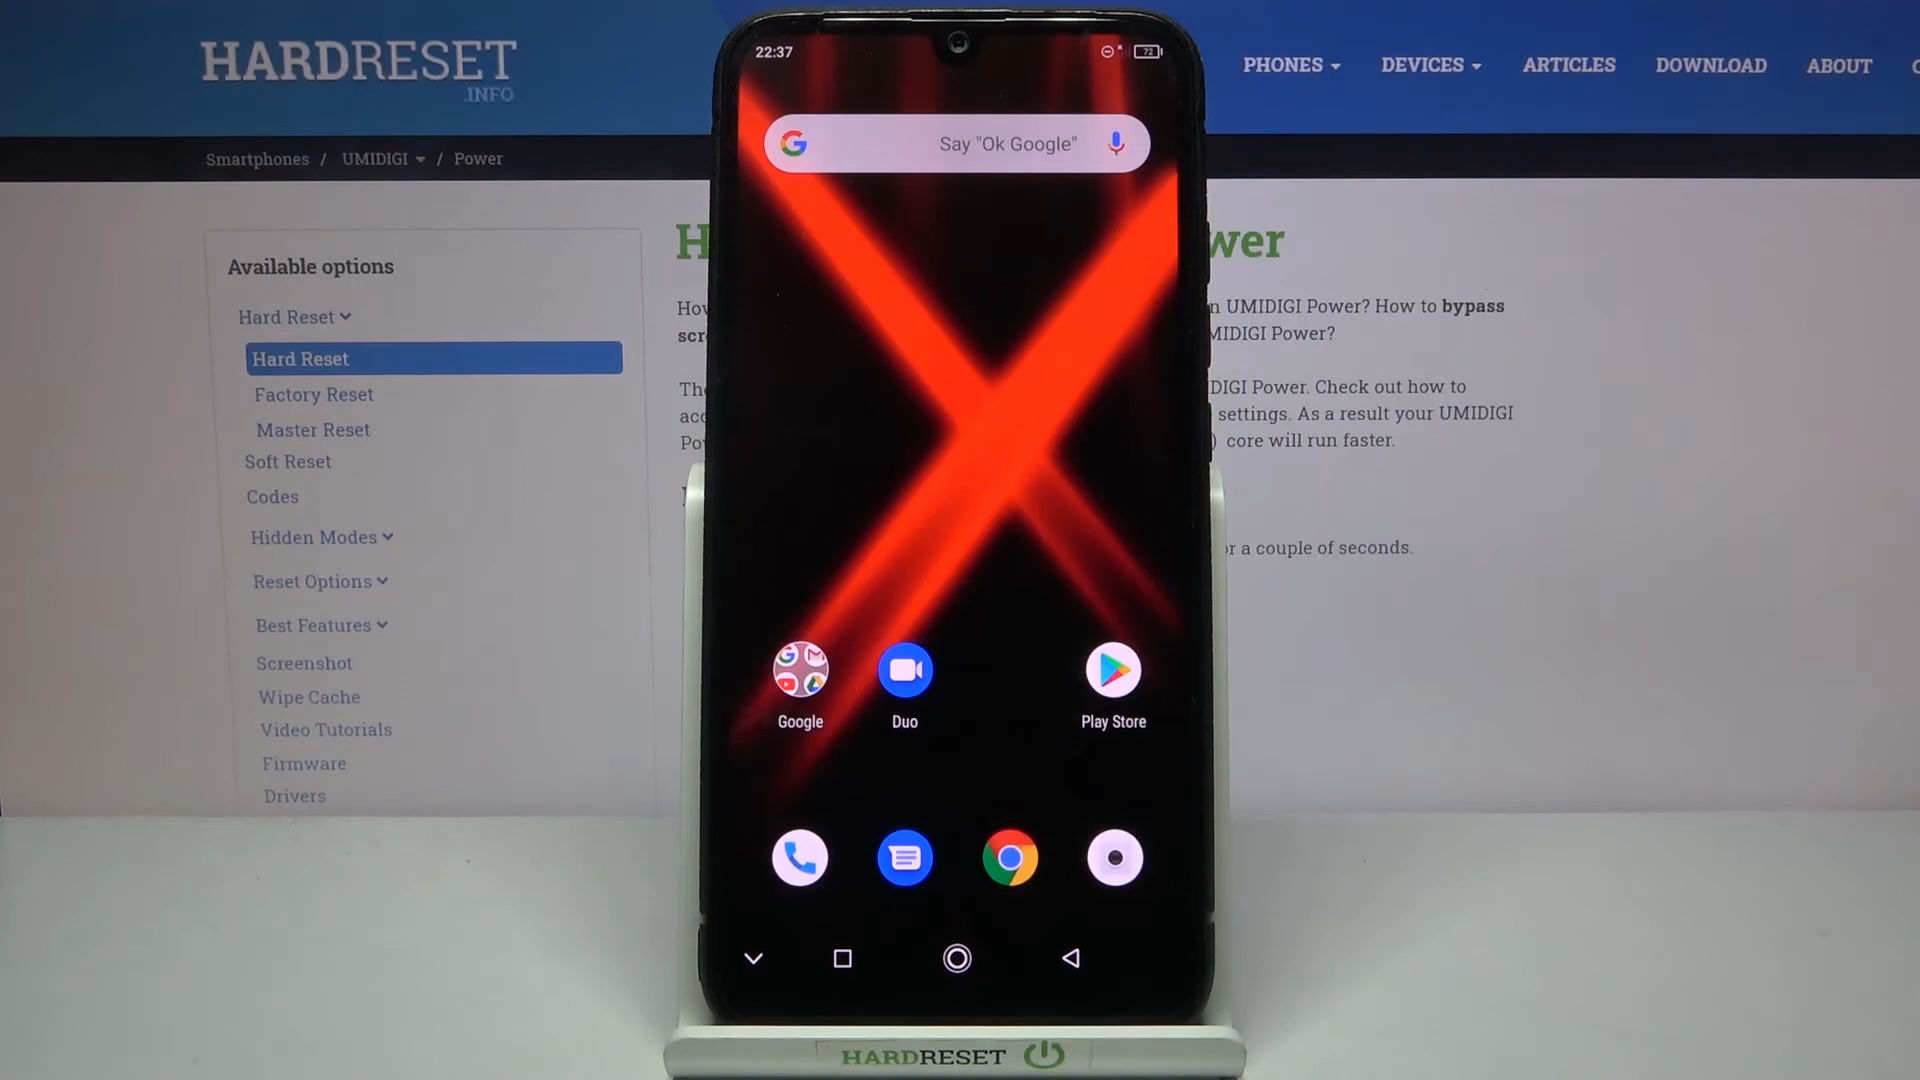 HARDRESET
.INFO
PHONES
DEVICES
ARTICLES
DOWNLOAD
ABOUT
Smartphones / UMIDIGI / Power
Available options
Hard Reset
Hard Reset
Factory Reset
Master Reset
Soft Reset
Codes
Hidden Modes
Reset Options
Best Features
Screenshot
Wipe Cache
Video Tutorials
Firmware
Drivers
22:37
72
Say "Ok Google"
Google
Duo
Play Store
UMIDIGI Power? How to bypass
Power?
Power. Check out how to
settings. As a result your UMIDIGI
core will run faster.
a couple of seconds.
HARDRESET